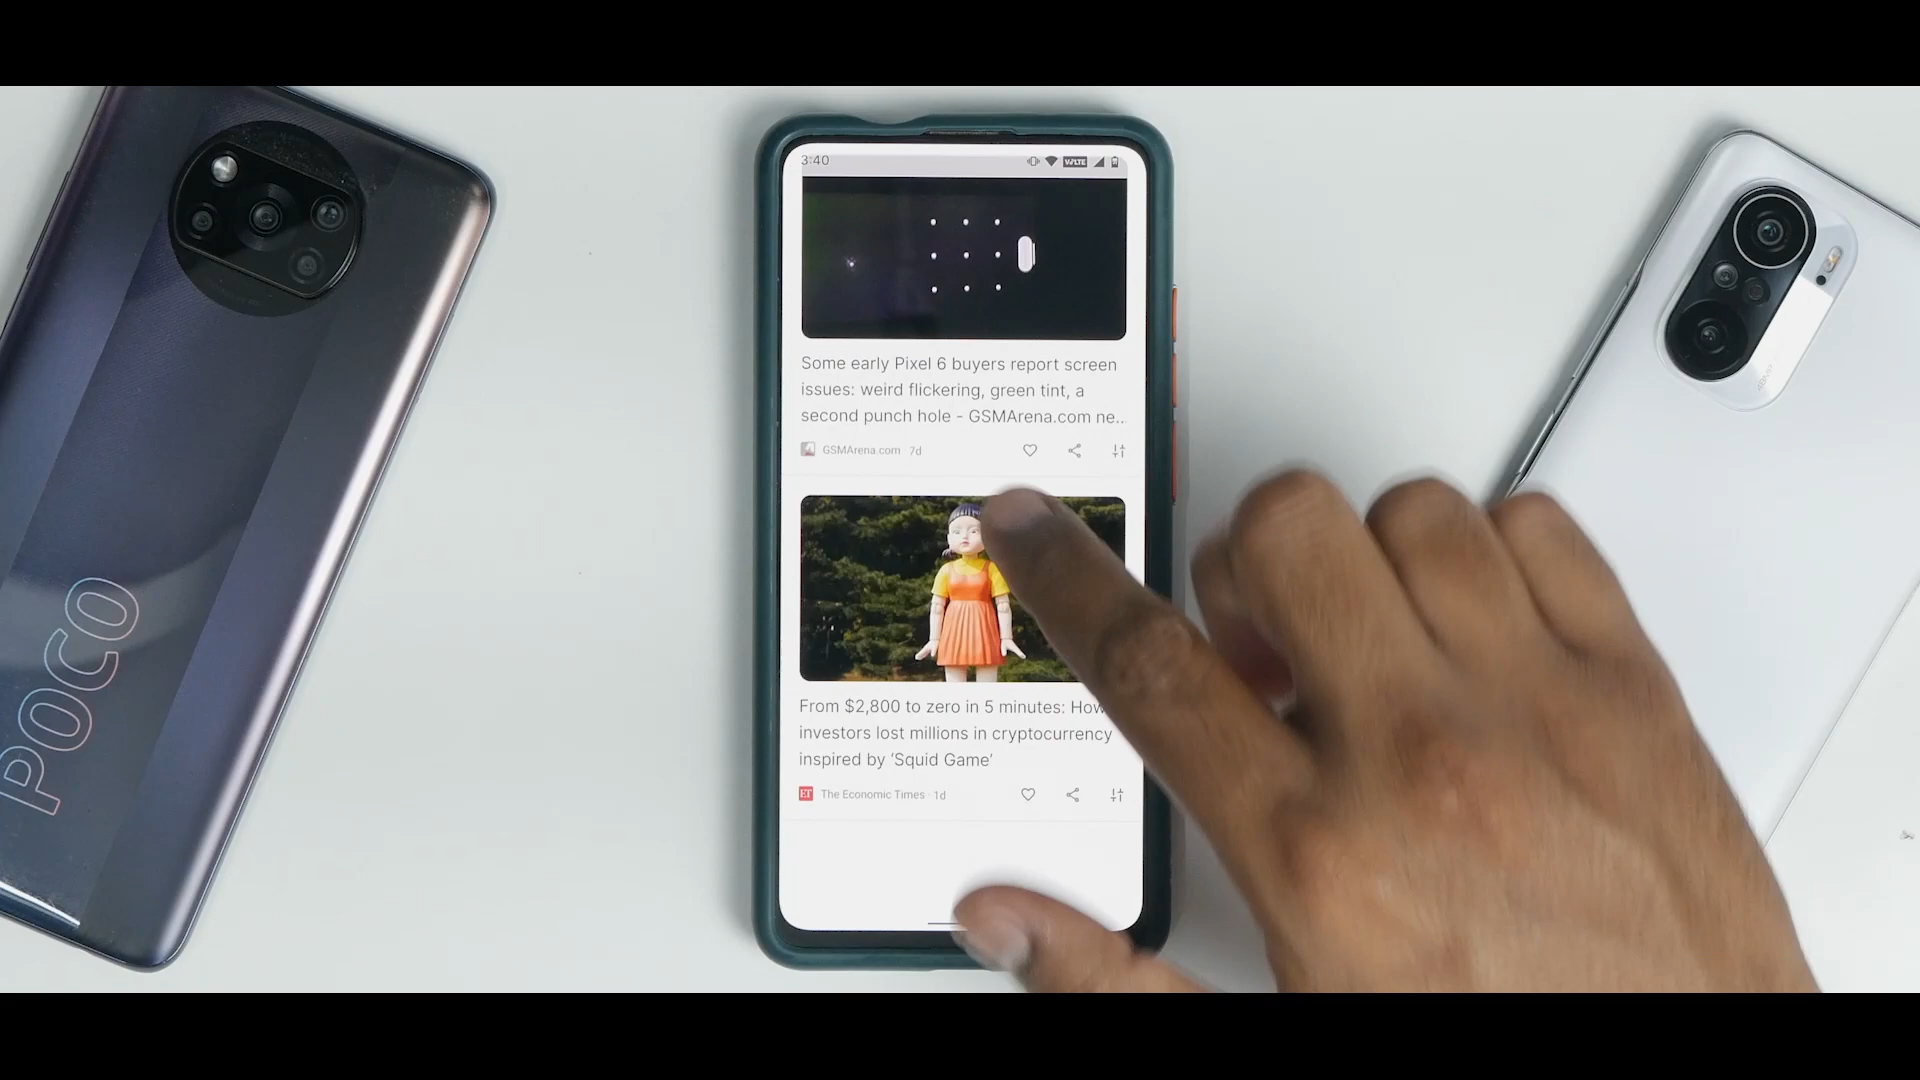 3:40
VoLTE
Some early Pixel 6 buyers report screen
issues: weird flickering, green tint, a
second punch hole - GSMArena.com ne...
GSMArena.com · 7d
From $2,800 to zero in 5 minutes: How
investors lost millions in cryptocurrency
inspired by ‘Squid Game’
ET The Economic Times · 1d
POCO